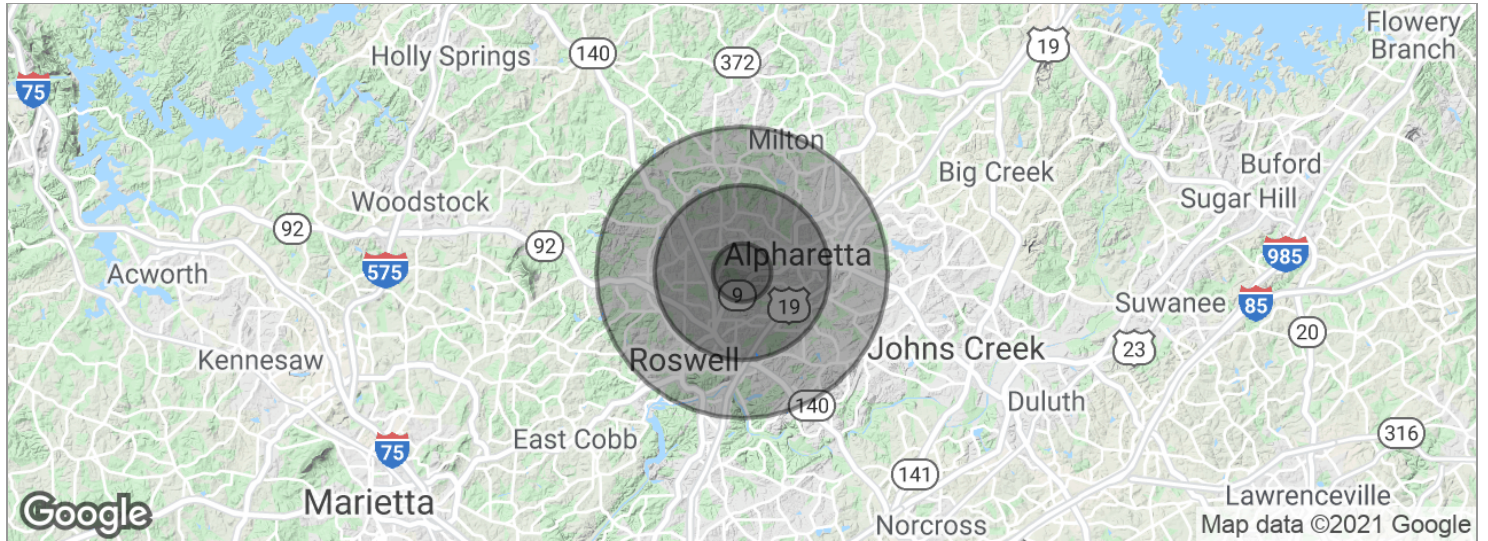 Flowery
Branch
19
Holly Springs
140
372
75
Milton
Buford
Big Creek
Sugar Hill
Woodstock
92
92
Alpharetta
985
Acworth
575
9
19
Suwanee
85
20
Kennesaw
Roswell
Johns Creek
23
Duluth
140
East Cobb
316
75
141
Marietta
Lawrenceville
Google
Norcross
Map data ©2021 Google